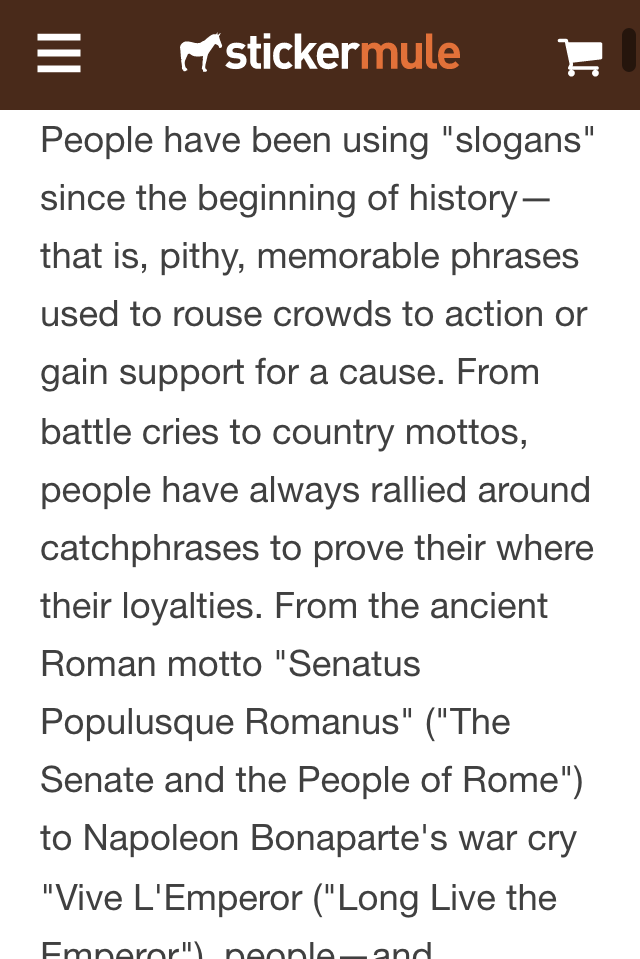 stickermule
People have been using "slogans"
since the beginning of history—
that is, pithy, memorable phrases
used to rouse crowds to action or
gain support for a cause. From
battle cries to country mottos,
people have always rallied around
catchphrases to prove their where
their loyalties. From the ancient
Roman motto "Senatus
Populusque Romanus" ("The
Senate and the People of Rome")
to Napoleon Bonaparte's war cry
"Vive L'Emperor ("Long Live the
Emperor"), people—and